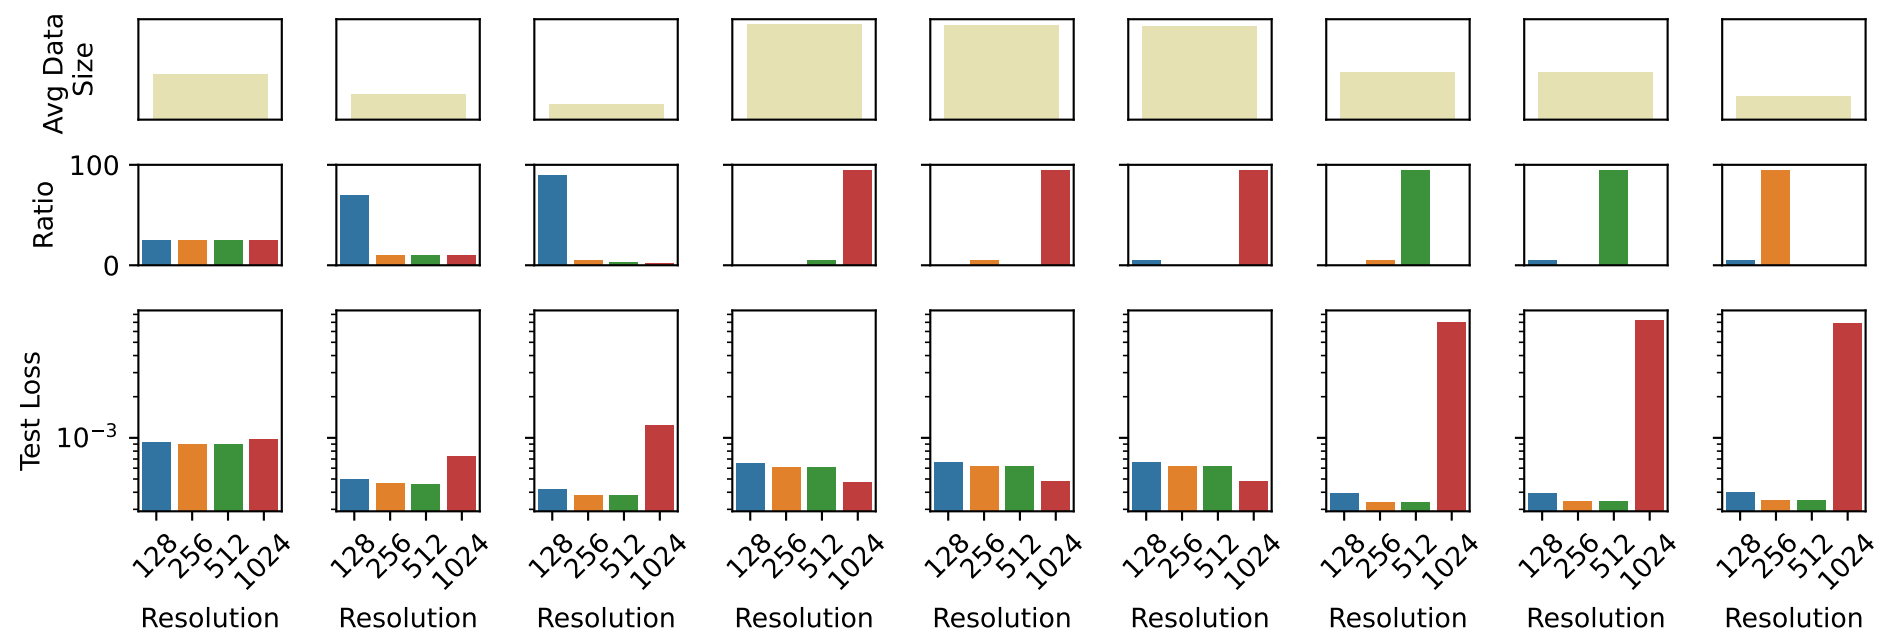 Avg Data
Size
100
Ratio
0
Test Loss
10⁻³
128 256 512 1024 128 256 512 1024 128 256 512 1024 128 256 512 1024 128 256 512 1024 128 256 512 1024 128 256 512 1024 128 256 512 1024 128 256 512 1024
Resolution Resolution Resolution Resolution Resolution Resolution Resolution Resolution Resolution